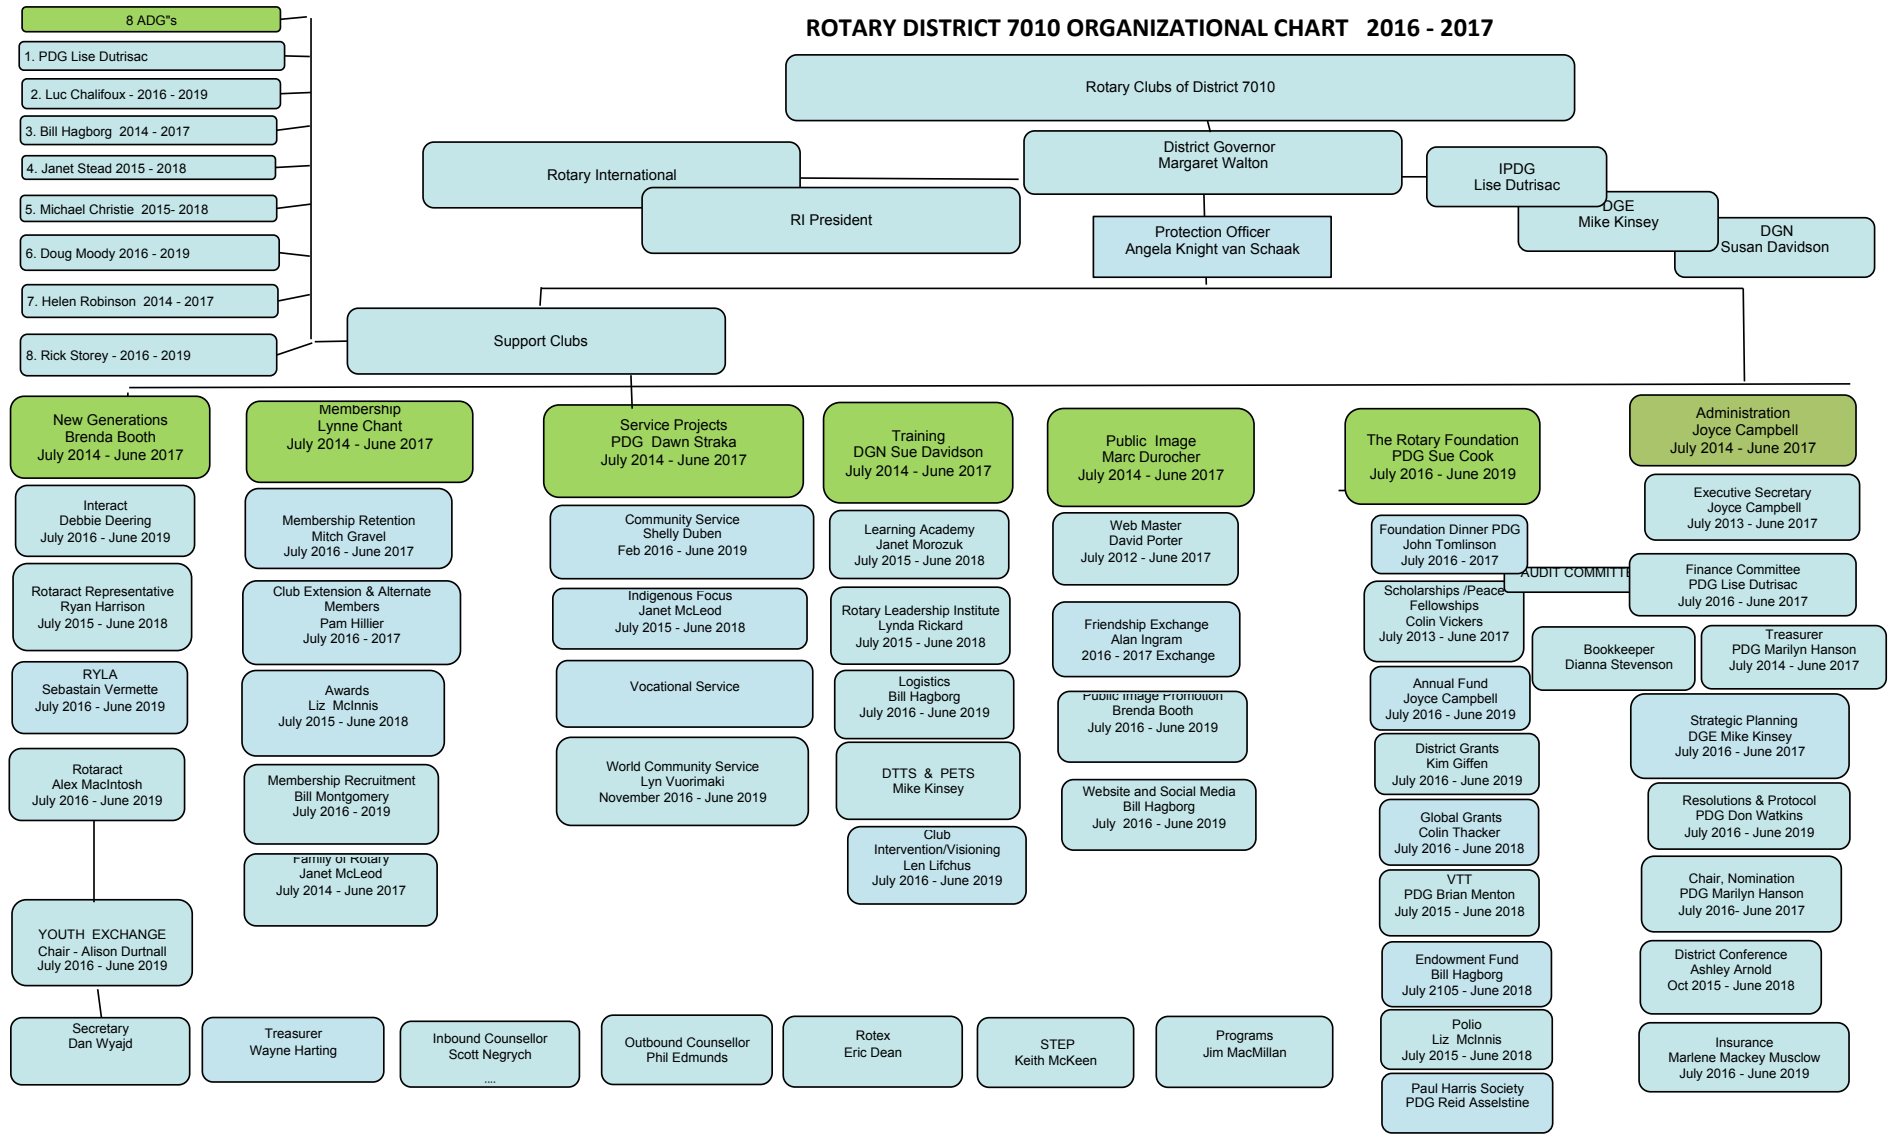 ROTARY DISTRICT 7010 ORGANIZATIONAL CHART 2016 - 2017
8 ADG"s
1. PDG Lise Dutrisac
2. Luc Chalifoux - 2016 - 2019
3. Bill Hagborg 2014 - 2017
4. Janet Stead 2015 - 2018
5. Michael Christie 2015- 2018
6. Doug Moody 2016 - 2019
7. Helen Robinson 2014 - 2017
8. Rick Storey - 2016 - 2019
Rotary Clubs of District 7010
Rotary International
RI President
District Governor
Margaret Walton
IPDG
Lise Dutrisac
DGE
Mike Kinsey
DGN
Susan Davidson
Protection Officer
Angela Knight van Schaak
Support Clubs
New Generations
Brenda Booth
July 2014 - June 2017
Interact
Debbie Deering
July 2016 - June 2019
Rotaract Representative
Ryan Harrison
July 2015 - June 2018
RYLA
Sebastain Vermette
July 2016 - June 2019
Rotaract
Alex MacIntosh
July 2016 - June 2019
YOUTH EXCHANGE
Chair - Alison Durtnall
July 2016 - June 2019
Membership
Lynne Chant
July 2014 - June 2017
Membership Retention
Mitch Gravel
July 2016 - June 2017
Club Extension & Alternate
Members
Pam Hillier
July 2016 - 2017
Awards
Liz McInnis
July 2015 - June 2018
Membership Recruitment
Bill Montgomery
July 2016 - 2019
Family of Rotary
Janet McLeod
July 2014 - June 2017
Service Projects
PDG Dawn Straka
July 2014 - June 2017
Community Service
Shelly Duben
Feb 2016 - June 2019
Indigenous Focus
Janet McLeod
July 2015 - June 2018
Vocational Service
World Community Service
Lyn Vuorimaki
November 2016 - June 2019
Training
DGN Sue Davidson
July 2014 - June 2017
Learning Academy
Janet Morozuk
July 2015 - June 2018
Rotary Leadership Institute
Lynda Rickard
July 2015 - June 2018
Logistics
Bill Hagborg
July 2016 - June 2019
DTTS & PETS
Mike Kinsey
Club
Intervention/Visioning
Len Lifchus
July 2016 - June 2019
Public Image
Marc Durocher
July 2014 - June 2017
Web Master
David Porter
July 2012 - June 2017
Friendship Exchange
Alan Ingram
2016 - 2017 Exchange
Public Image Promotion
Brenda Booth
July 2016 - June 2019
Website and Social Media
Bill Hagborg
July 2016 - June 2019
The Rotary Foundation
PDG Sue Cook
July 2016 - June 2019
Foundation Dinner PDG
John Tomlinson
July 2016 - 2017
Scholarships /Peace
Fellowships
Colin Vickers
July 2013 - June 2017
Annual Fund
Joyce Campbell
July 2016 - June 2019
District Grants
Kim Giffen
July 2016 - June 2019
Global Grants
Colin Thacker
July 2016 - June 2018
VTT
PDG Brian Menton
July 2015 - June 2018
Endowment Fund
Bill Hagborg
July 2105 - June 2018
Polio
Liz McInnis
July 2015 - June 2018
Paul Harris Society
PDG Reid Asselstine
Administration
Joyce Campbell
July 2014 - June 2017
Executive Secretary
Joyce Campbell
July 2013 - June 2017
AUDIT COMMITTE
Finance Committee
PDG Lise Dutrisac
July 2016 - June 2017
Bookkeeper
Dianna Stevenson
Treasurer
PDG Marilyn Hanson
July 2014 - June 2017
Strategic Planning
DGE Mike Kinsey
July 2016 - June 2017
Resolutions & Protocol
PDG Don Watkins
July 2016 - June 2019
Chair, Nomination
PDG Marilyn Hanson
July 2016- June 2017
District Conference
Ashley Arnold
Oct 2015 - June 2018
Insurance
Marlene Mackey Musclow
July 2016 - June 2019
Secretary
Dan Wyajd
Treasurer
Wayne Harting
Inbound Counsellor
Scott Negrych
....
Outbound Counsellor
Phil Edmunds
Rotex
Eric Dean
STEP
Keith McKeen
Programs
Jim MacMillan